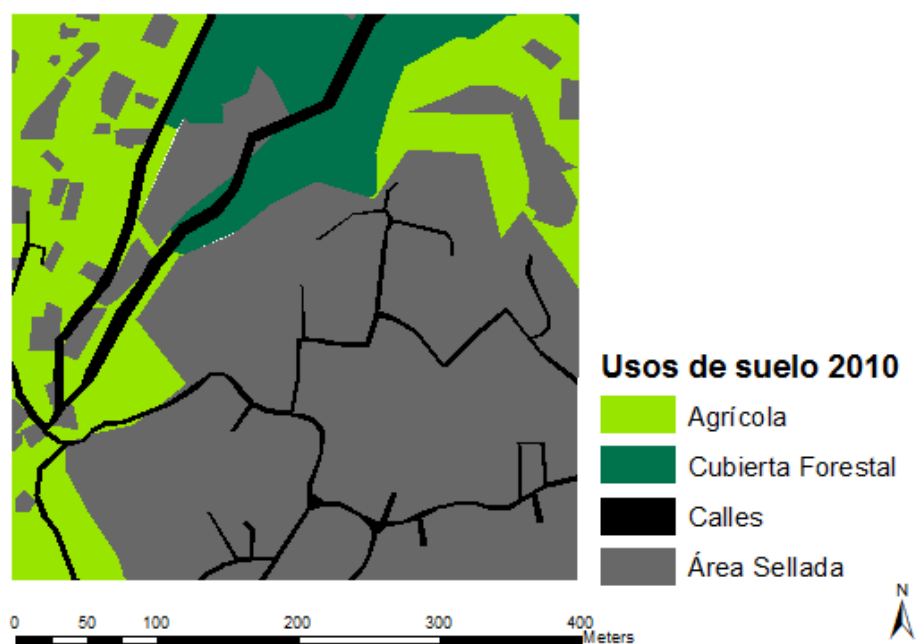 Usos de suelo 2010
Agrícola
Cubierta Forestal
Calles
Área Sellada
N
0 50 100 200 300 400
Meters